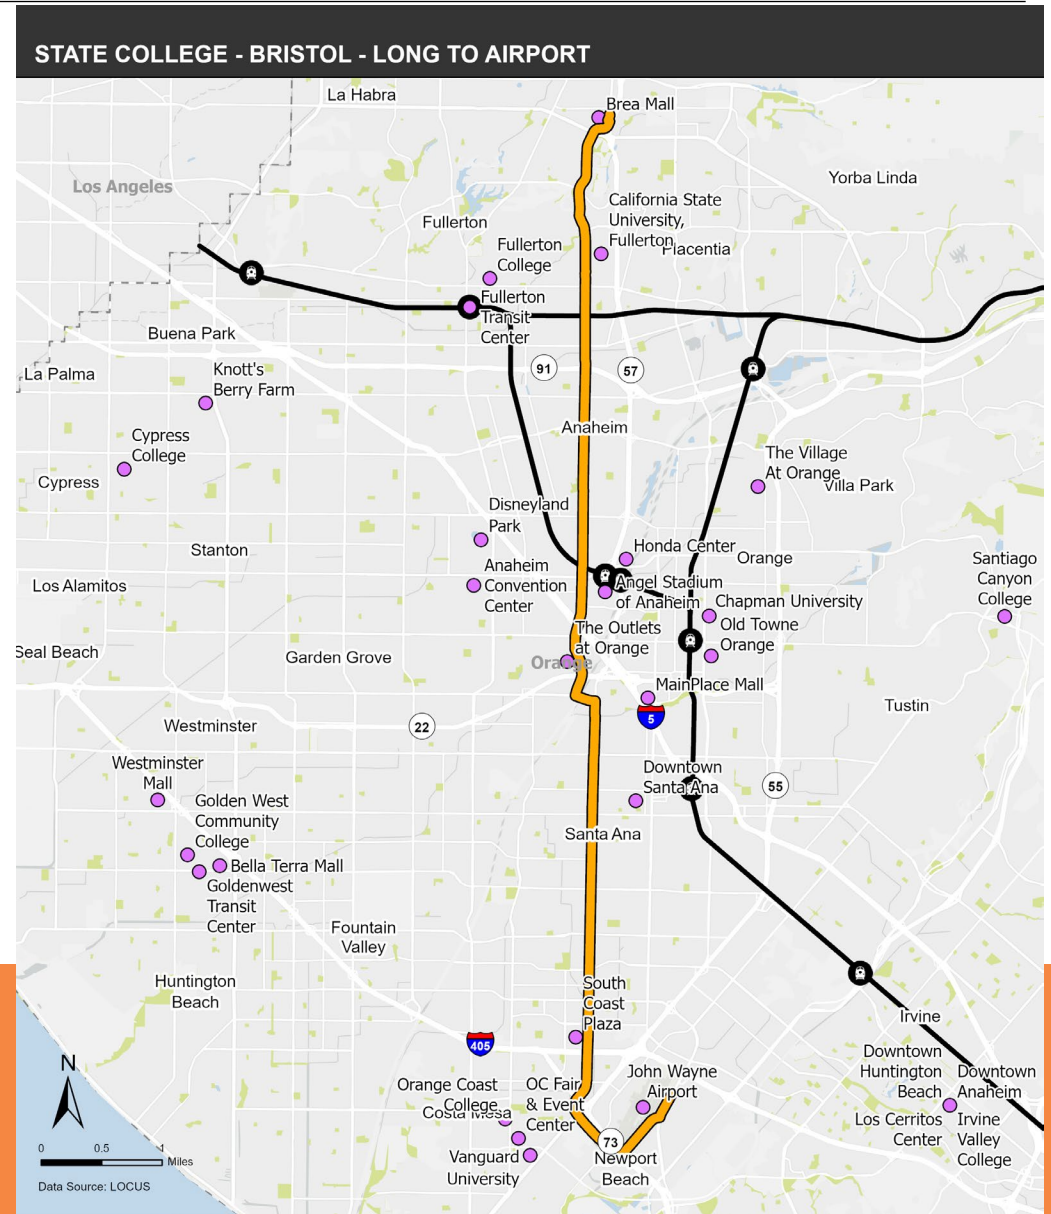 STATE COLLEGE - BRISTOL - LONG TO AIRPORT
La Habra
Brea Mall
Los Angeles
Yorba Linda
California State
University,
Fullerton
Placentia
Fullerton
Fullerton
College
Fullerton
Transit
Center
Buena Park
La Palma
Knott's
Berry Farm
91
57
Anaheim
Cypress
College
Cypress
The Village
At Orange
Villa Park
Disneyland
Park
Stanton
Honda Center
Orange
Santiago
Canyon
College
Los Alamitos
Anaheim
Convention
Center
Angel Stadium
of Anaheim
Chapman University
Old Towne
Orange
The Outlets
at Orange
Orange
Seal Beach
Garden Grove
MainPlace Mall
5
Tustin
Westminster
22
Westminster
Mall
Downtown
Santa Ana
55
Golden West
Community
College
Santa Ana
Bella Terra Mall
Goldenwest
Transit
Center
Fountain
Valley
Huntington
Beach
South
Coast
Plaza
Irvine
405
Downtown
Huntington
Beach
Downtown
Anaheim
John Wayne
Airport
Orange Coast
College
OC Fair
& Event
Center
Costa Mesa
Los Cerritos
Center
Irvine
Valley
College
73
Newport
Beach
Vanguard
University
N
0 0.5 1
Miles
Data Source: LOCUS